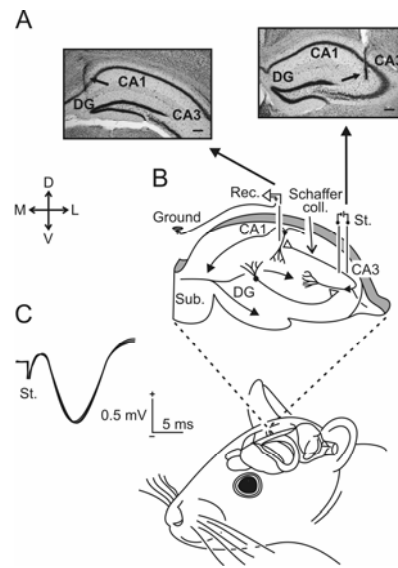 A
CA1
DG
CA3
CA1
DG
CA3
D
M L
V
B
Rec.
Schaffer
coll.
St.
Ground
CA1
CA3
DG
Sub.
C
St.
+
0.5 mV
5 ms
-